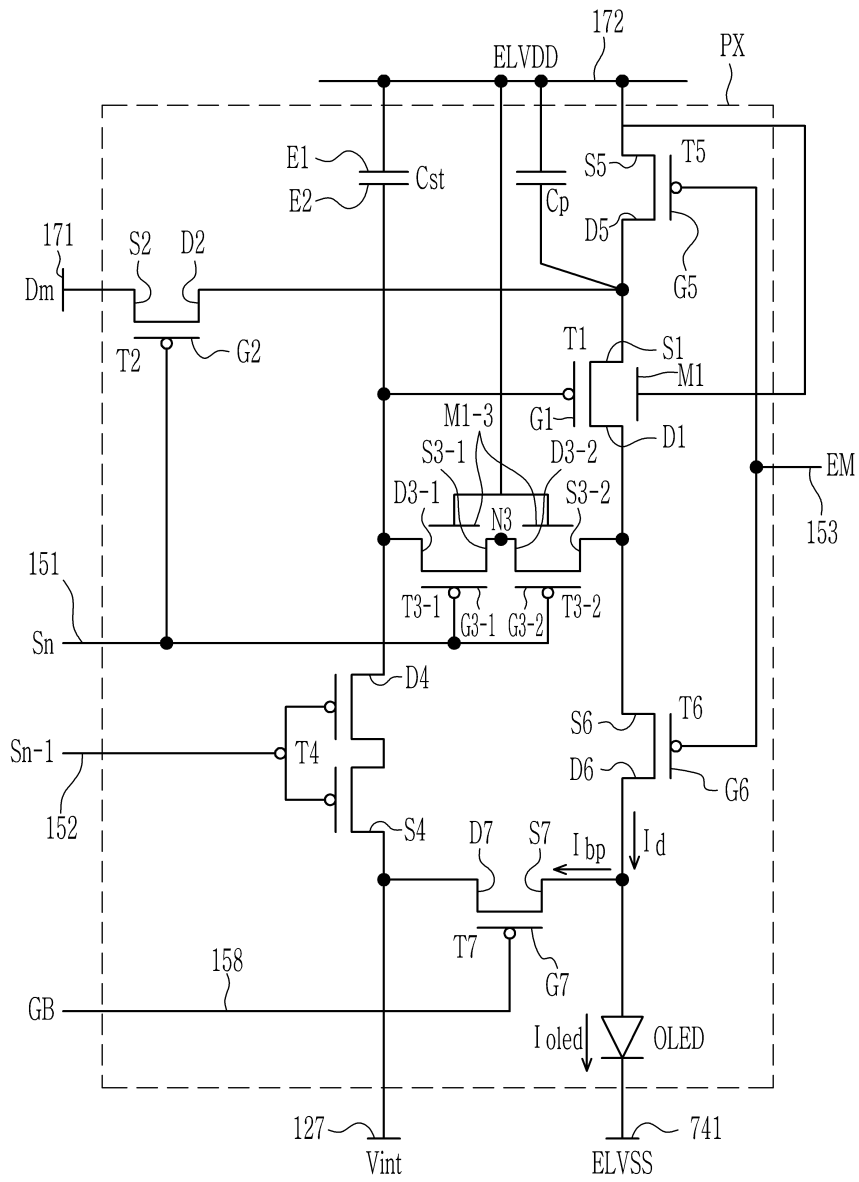 172
ELVDD
PX
E1
Cst
E2
Cp
S5
T5
D5
G5
171
S2
D2
Dm
T2
G2
T1
S1
M1
G1
D1
M1-3
S3-1
D3-2
D3-1
N3
S3-2
EM
153
151
T3-1
G3-1
G3-2
T3-2
Sn
D4
S6
T6
Sn-1
T4
D6
G6
152
S4
D7
S7
Ibp
Id
T7
G7
158
GB
Ioled
OLED
127
741
Vint
ELVSS